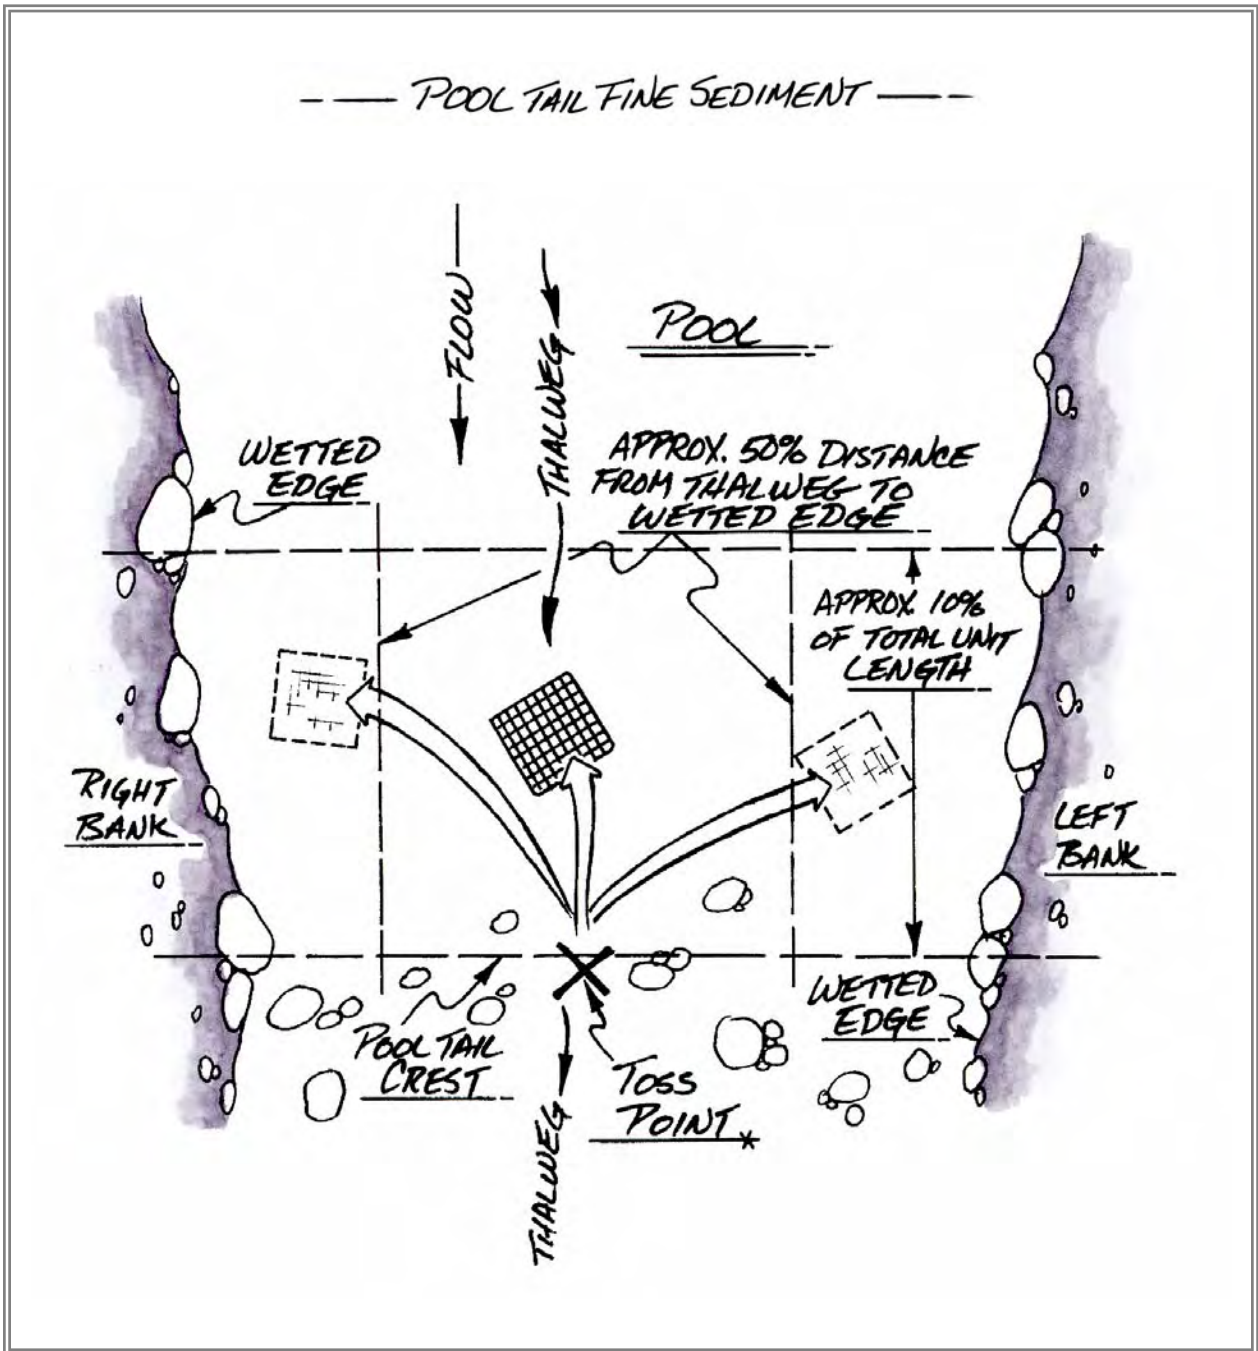 POOL TAIL FINE SEDIMENT
FLOW
THALWEG
POOL
WETTED
EDGE
APPROX. 50% DISTANCE
FROM THALWEG TO
WETTED EDGE
APPROX. 10%
OF TOTAL UNIT
LENGTH
RIGHT
BANK
LEFT
BANK
WETTED
EDGE
POOL TAIL
CREST
TOSS
POINT *
THALWEG